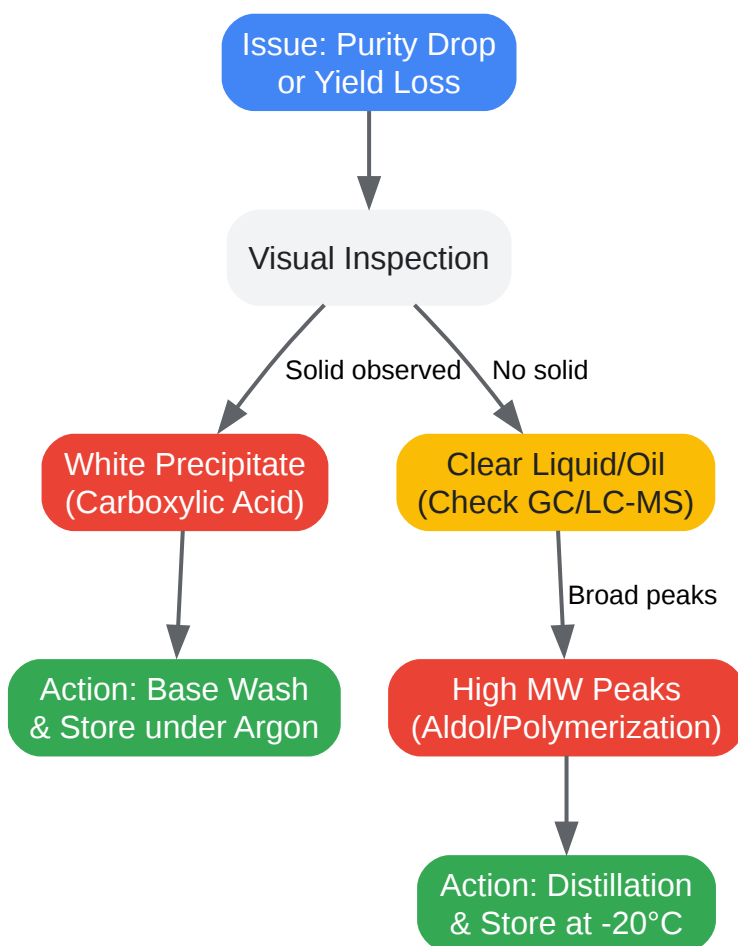 Issue: Purity Drop
or Yield Loss
Visual Inspection
Solid observed
No solid
White Precipitate
(Carboxylic Acid)
Clear Liquid/Oil
(Check GC/LC-MS)
Broad peaks
Action: Base Wash
& Store under Argon
High MW Peaks
(Aldol/Polymerization)
Action: Distillation
& Store at -20°C